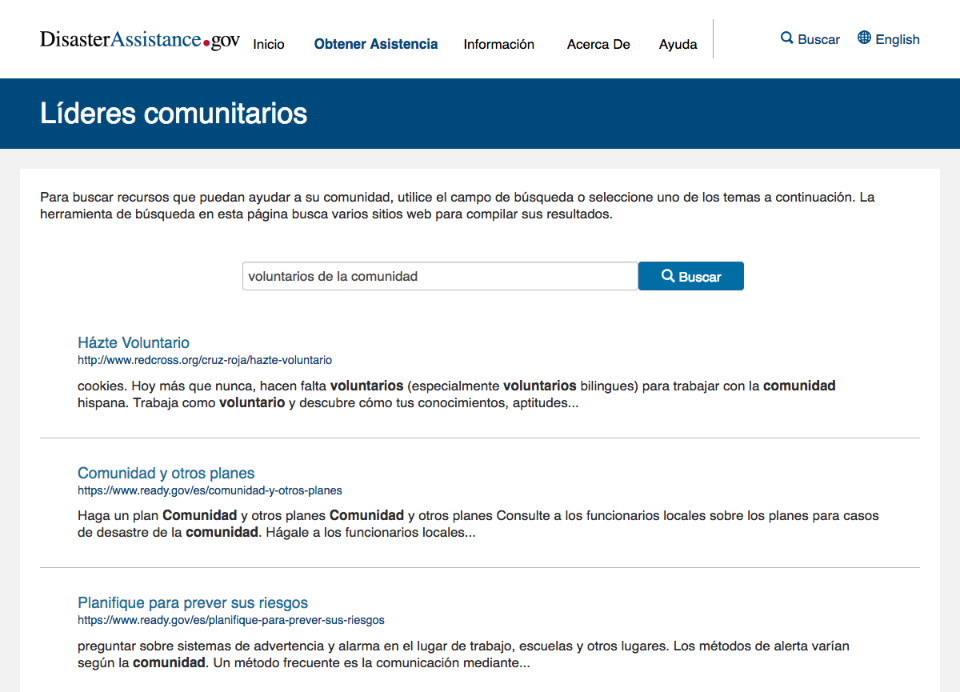 DisasterAssistance.gov Inicio Obtener Asistencia Información Acerca De Ayuda Buscar English
Líderes comunitarios
Para buscar recursos que puedan ayudar a su comunidad, utilice el campo de búsqueda o seleccione uno de los temas a continuación. La
herramienta de búsqueda en esta página busca varios sitios web para compilar sus resultados.
voluntarios de la comunidad Buscar
Házte Voluntario
http://www.redcross.org/cruz-roja/hazte-voluntario
cookies. Hoy más que nunca, hacen falta voluntarios (especialmente voluntarios bilingues) para trabajar con la comunidad
hispana. Trabaja como voluntario y descubre cómo tus conocimientos, aptitudes...
Comunidad y otros planes
https://www.ready.gov/es/comunidad-y-otros-planes
Haga un plan Comunidad y otros planes Comunidad y otros planes Consulte a los funcionarios locales sobre los planes para casos
de desastre de la comunidad. Hágale a los funcionarios locales...
Planifique para prever sus riesgos
https://www.ready.gov/es/planifique-para-prever-sus-riesgos
preguntar sobre sistemas de advertencia y alarma en el lugar de trabajo, escuelas y otros lugares. Los métodos de alerta varían
según la comunidad. Un método frecuente es la comunicación mediante...